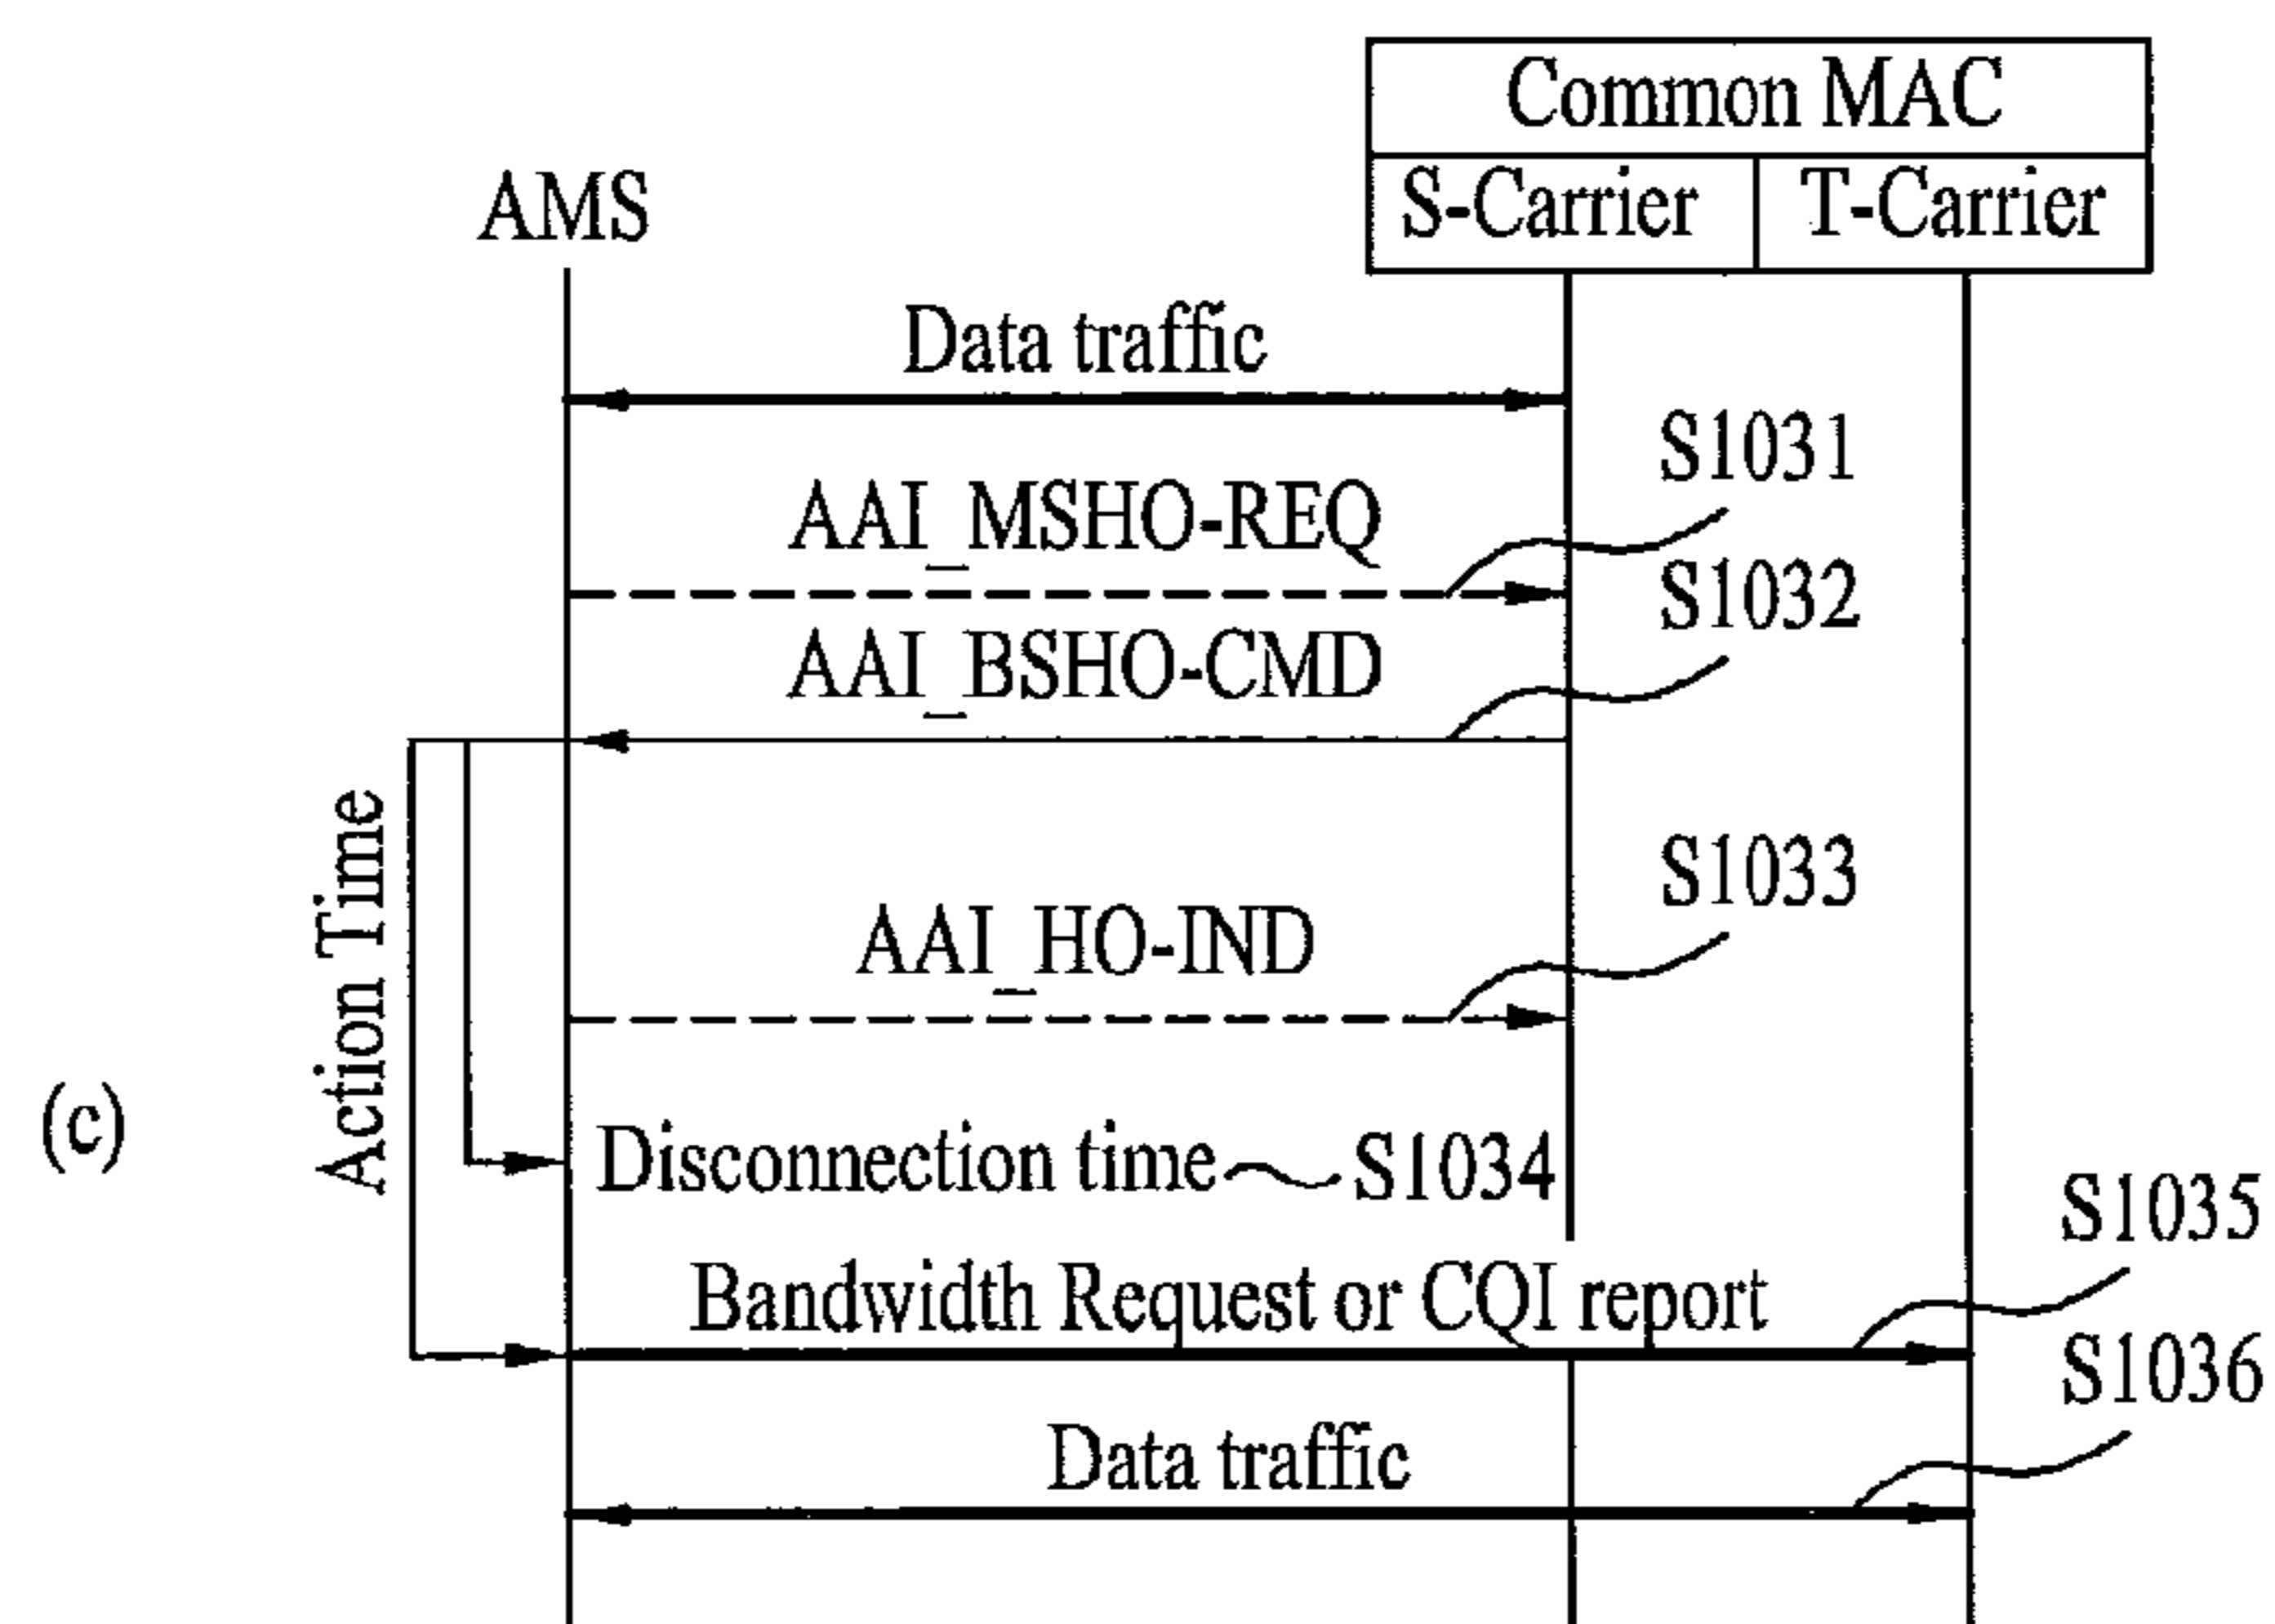 Common MAC
S-Carrier
T-Carrier
AMS
Data traffic
S1031
AAI_MSHO-REQ
S1032
AAI_BSHO-CMD
Action Time
S1033
AAI_HO-IND
(c)
Disconnection time
S1034
S1035
Bandwidth Request or CQI report
S1036
Data traffic